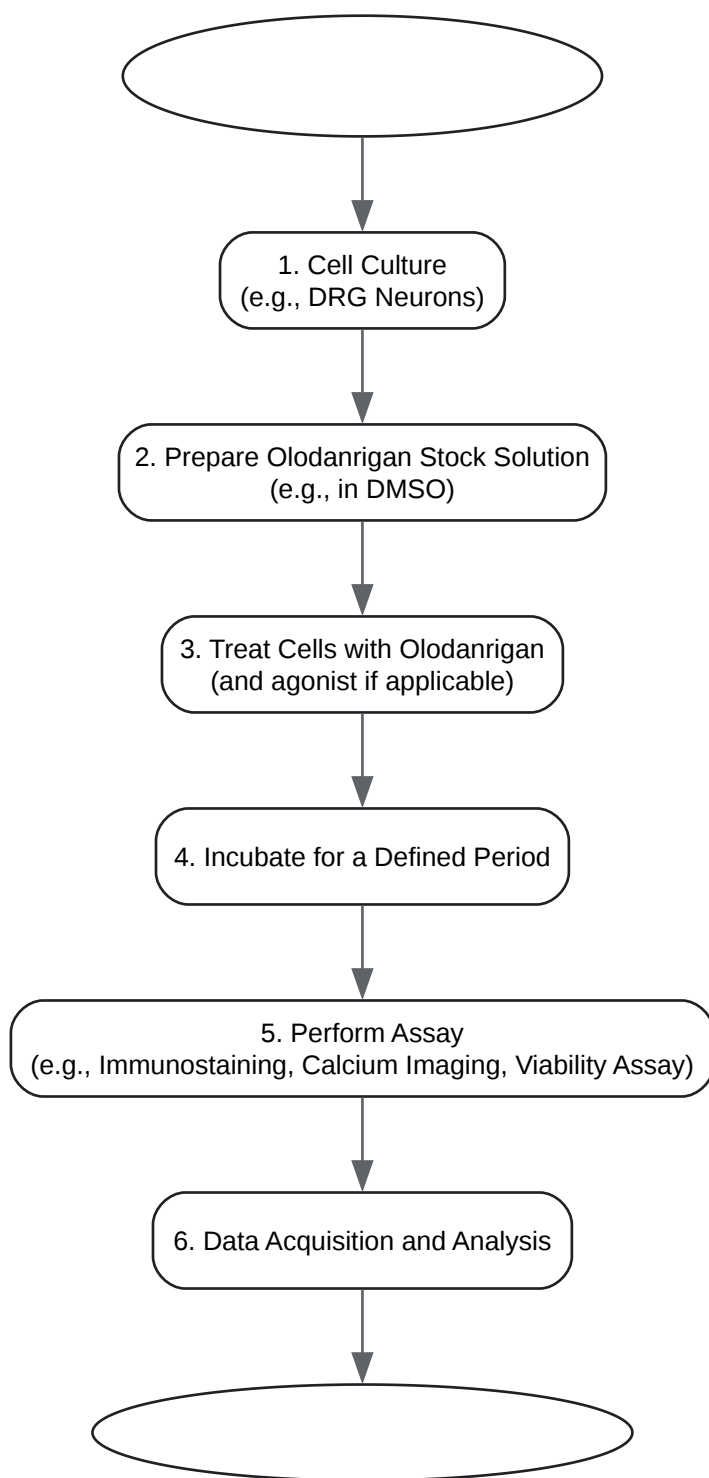 1. Cell Culture
(e.g., DRG Neurons)
2. Prepare Olodanrigan Stock Solution
(e.g., in DMSO)
3. Treat Cells with Olodanrigan
(and agonist if applicable)
4. Incubate for a Defined Period
5. Perform Assay
(e.g., Immunostaining, Calcium Imaging, Viability Assay)
6. Data Acquisition and Analysis